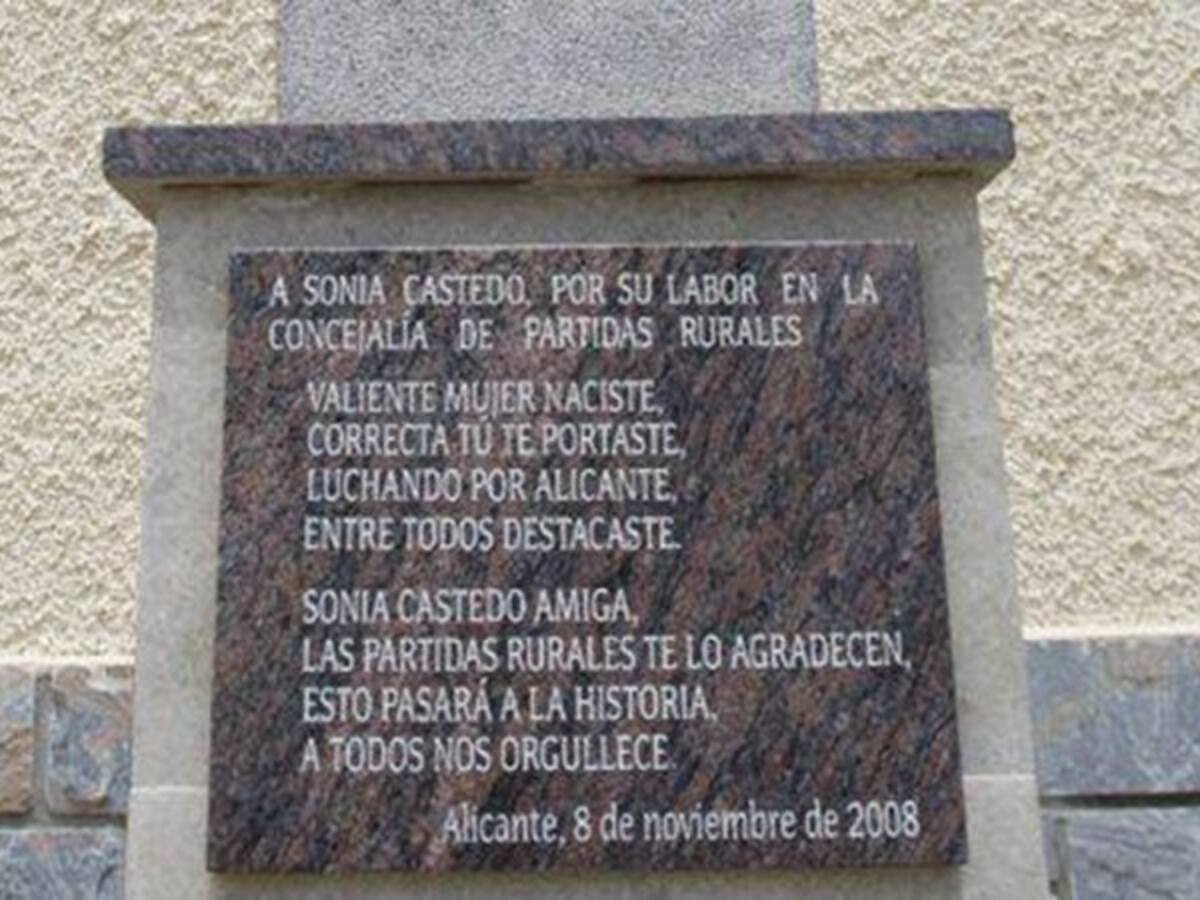 A SONIA CASTEDO, POR SU LABOR EN LA
CONCEJALÍA DE PARTIDAS RURALES
VALIENTE MUJER NACISTE,
CORRECTA TÚ TE PORTASTE,
LUCHANDO POR ALICANTE,
ENTRE TODOS DESTACASTE.
SONIA CASTEDO AMIGA,
LAS PARTIDAS RURALES TE LO AGRADECEN,
ESTO PASARÁ A LA HISTORIA,
A TODOS NOS ORGULLECE.
Alicante, 8 de noviembre de 2008